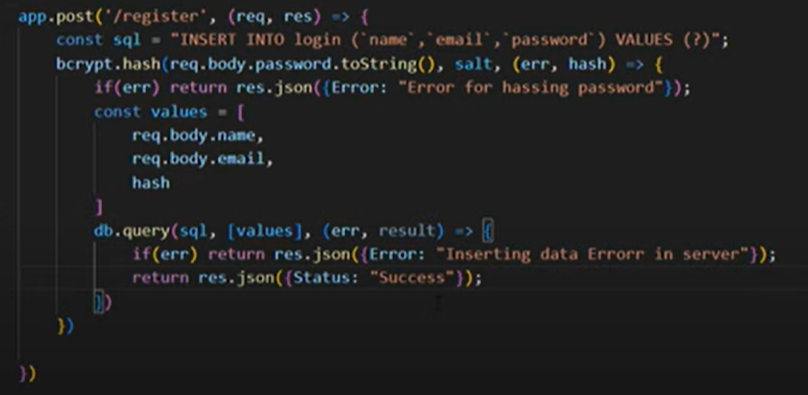 app.post('/register', (req, res) => {
    const sql = "INSERT INTO login (`name`,`email`,`password`) VALUES (?)";
    bcrypt.hash(req.body.password.toString(), salt, (err, hash) => {
        if(err) return res.json({Error: "Error for hassing password"});
        const values = [
            req.body.name,
            req.body.email,
            hash
        ]
        db.query(sql, [values], (err, result) => {
            if(err) return res.json({Error: "Inserting data Errorr in server"});
            return res.json({Status: "Success"});
        })
    })
})